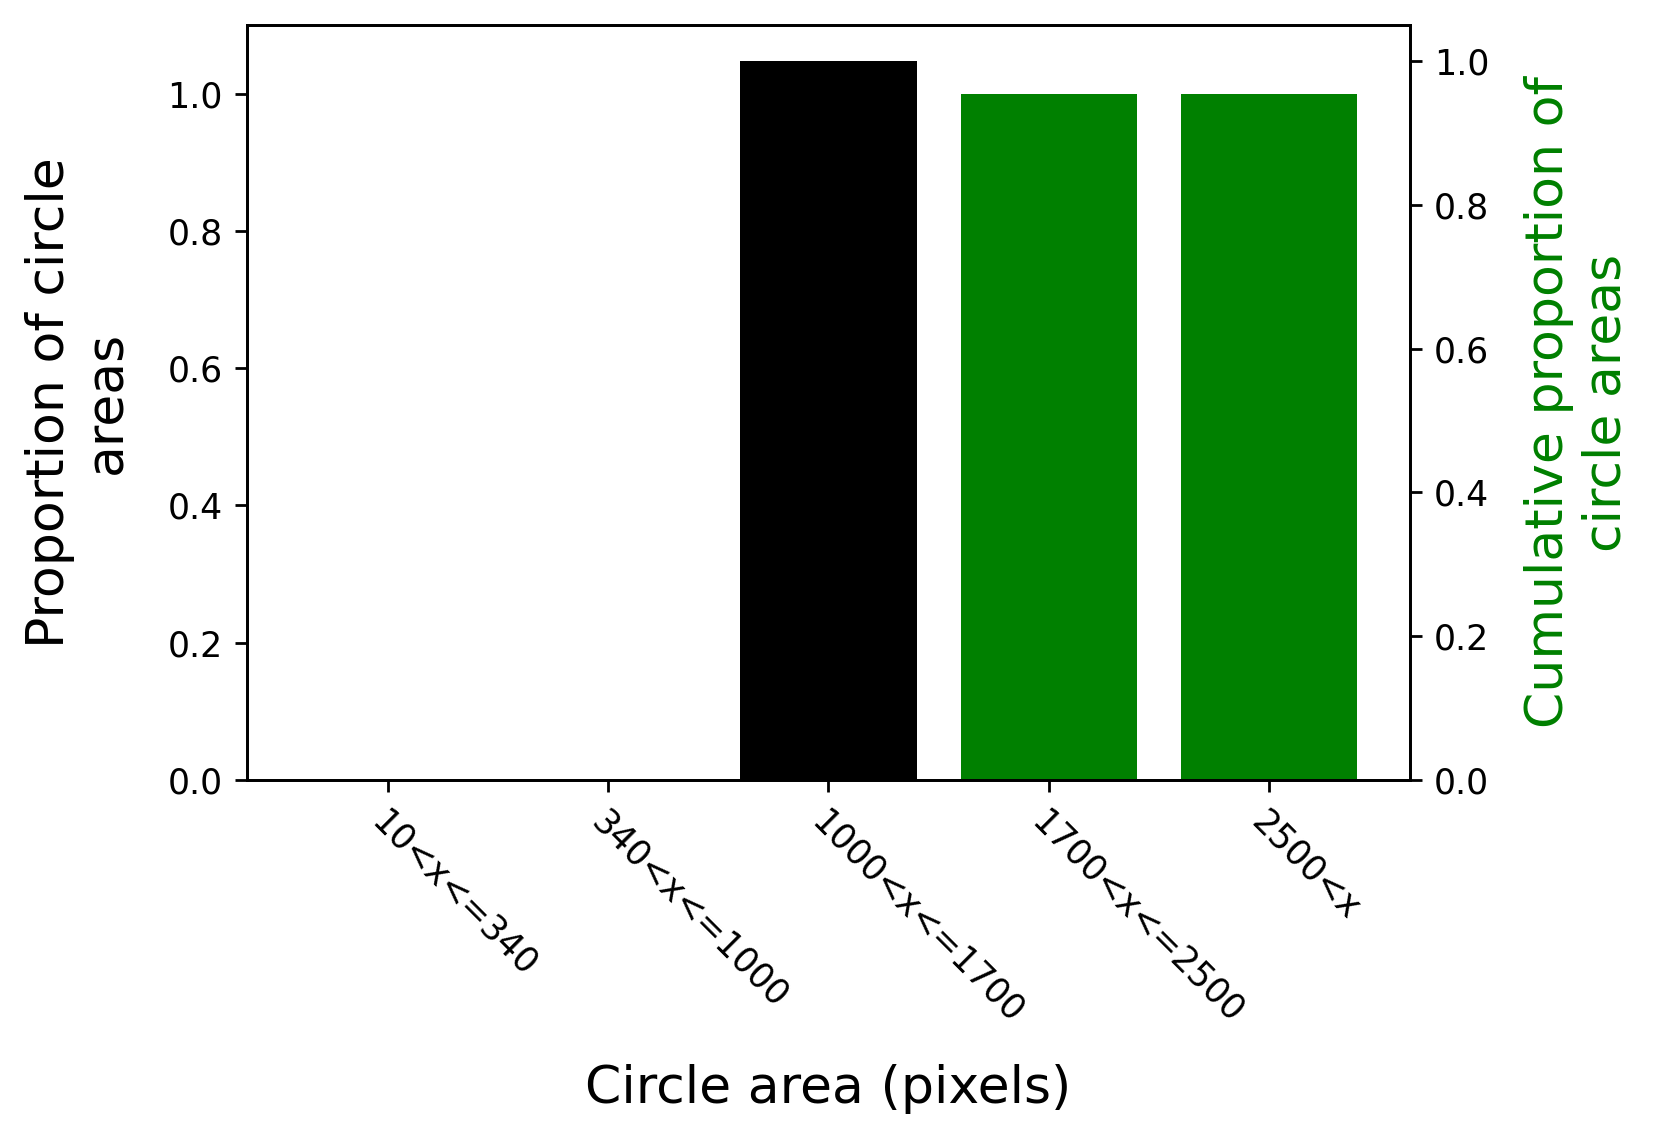 Proportion of circle
areas
1.0
0.8
0.6
0.4
0.2
0.0
1.0
0.8
0.6
0.4
0.2
0.0
Cumulative proportion of
circle areas
10<x<=340
340<x<=1000
1000<x<=1700
1700<x<=2500
2500<x
Circle area (pixels)